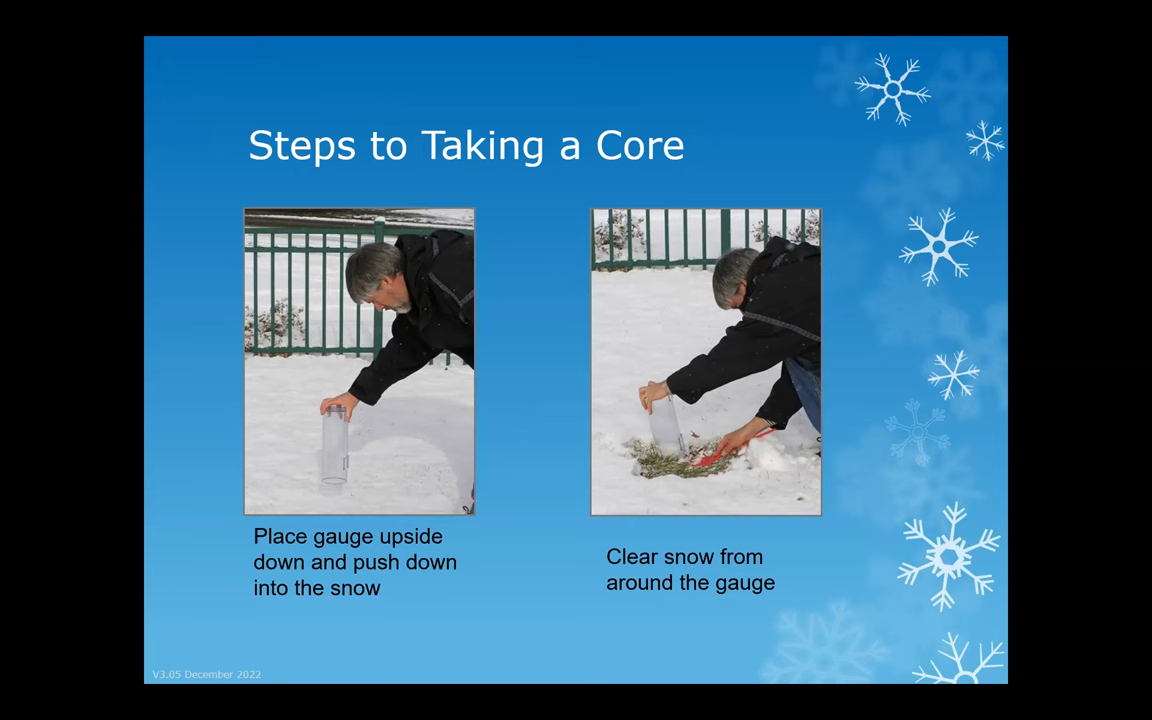 Steps to Taking a Core
Place gauge upside
down and push down
into the snow
Clear snow from
around the gauge
V3.05 December 2022